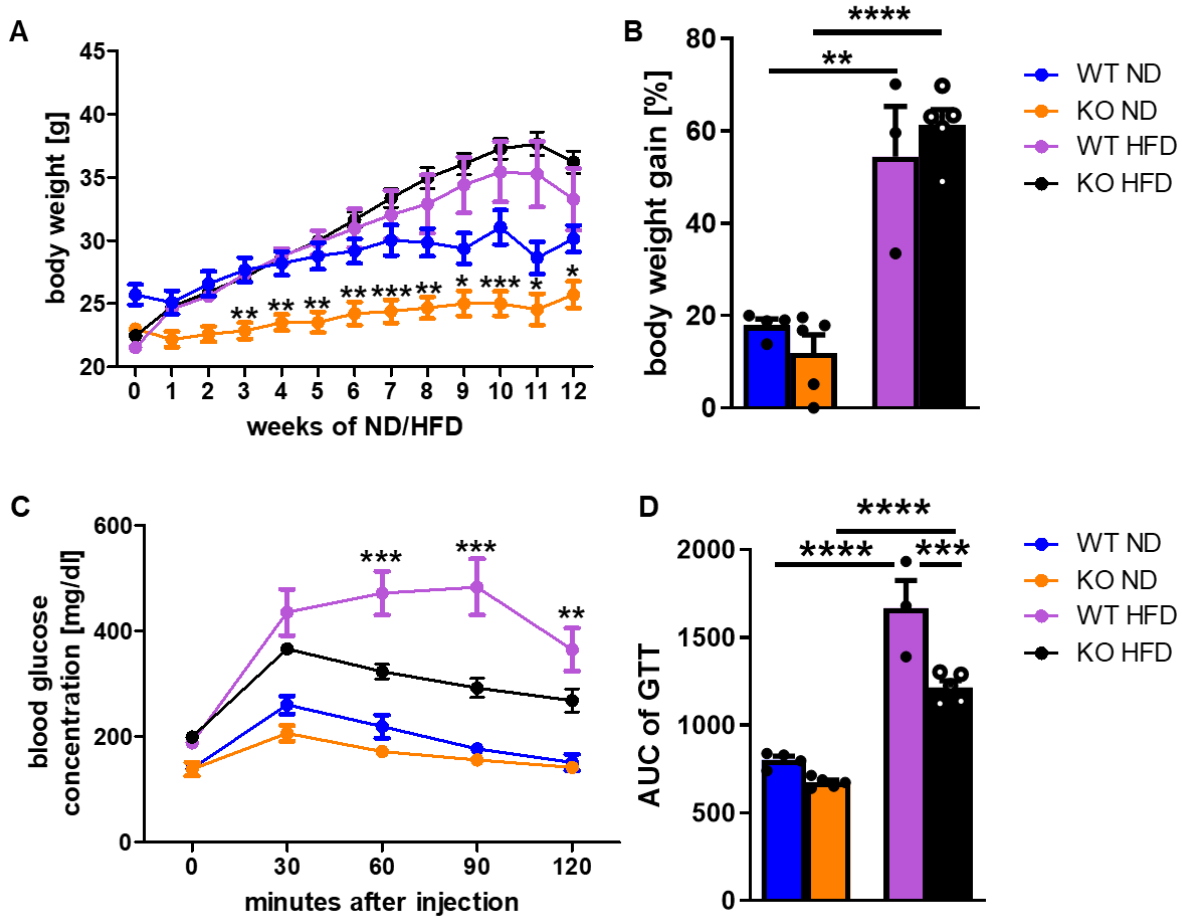 A
body weight [g]
45
40
35
30
25
20
** ** ** ** *** ** * *** * *
0 1 2 3 4 5 6 7 8 9 10 11 12
weeks of ND/HFD
B
body weight gain [%]
80
60
40
20
0
****
**
WT ND
KO ND
WT HFD
KO HFD
C
blood glucose
concentration [mg/dl]
600
400
200
0
*** *** **
0 30 60 90 120
minutes after injection
D
AUC of GTT
2000
1500
1000
500
0
****
**** ***
WT ND
KO ND
WT HFD
KO HFD